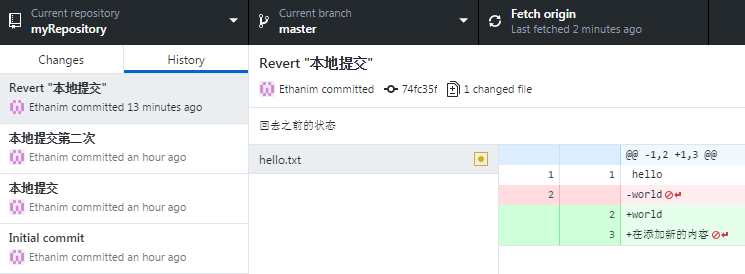 Current repository
myRepository
Current branch
master
Fetch origin
Last fetched 2 minutes ago
Changes
History
Revert "本地提交"
Ethanim committed 13 minutes ago
本地提交第二次
Ethanim committed an hour ago
本地提交
Ethanim committed an hour ago
Initial commit
Ethanim committed an hour ago
Revert "本地提交"
Ethanim committed 74fc35f 1 changed file
回去之前的状态
hello.txt
@@ -1,2 +1,3 @@
1 1 hello
2 -world
2 +world
3 +在添加新的内容